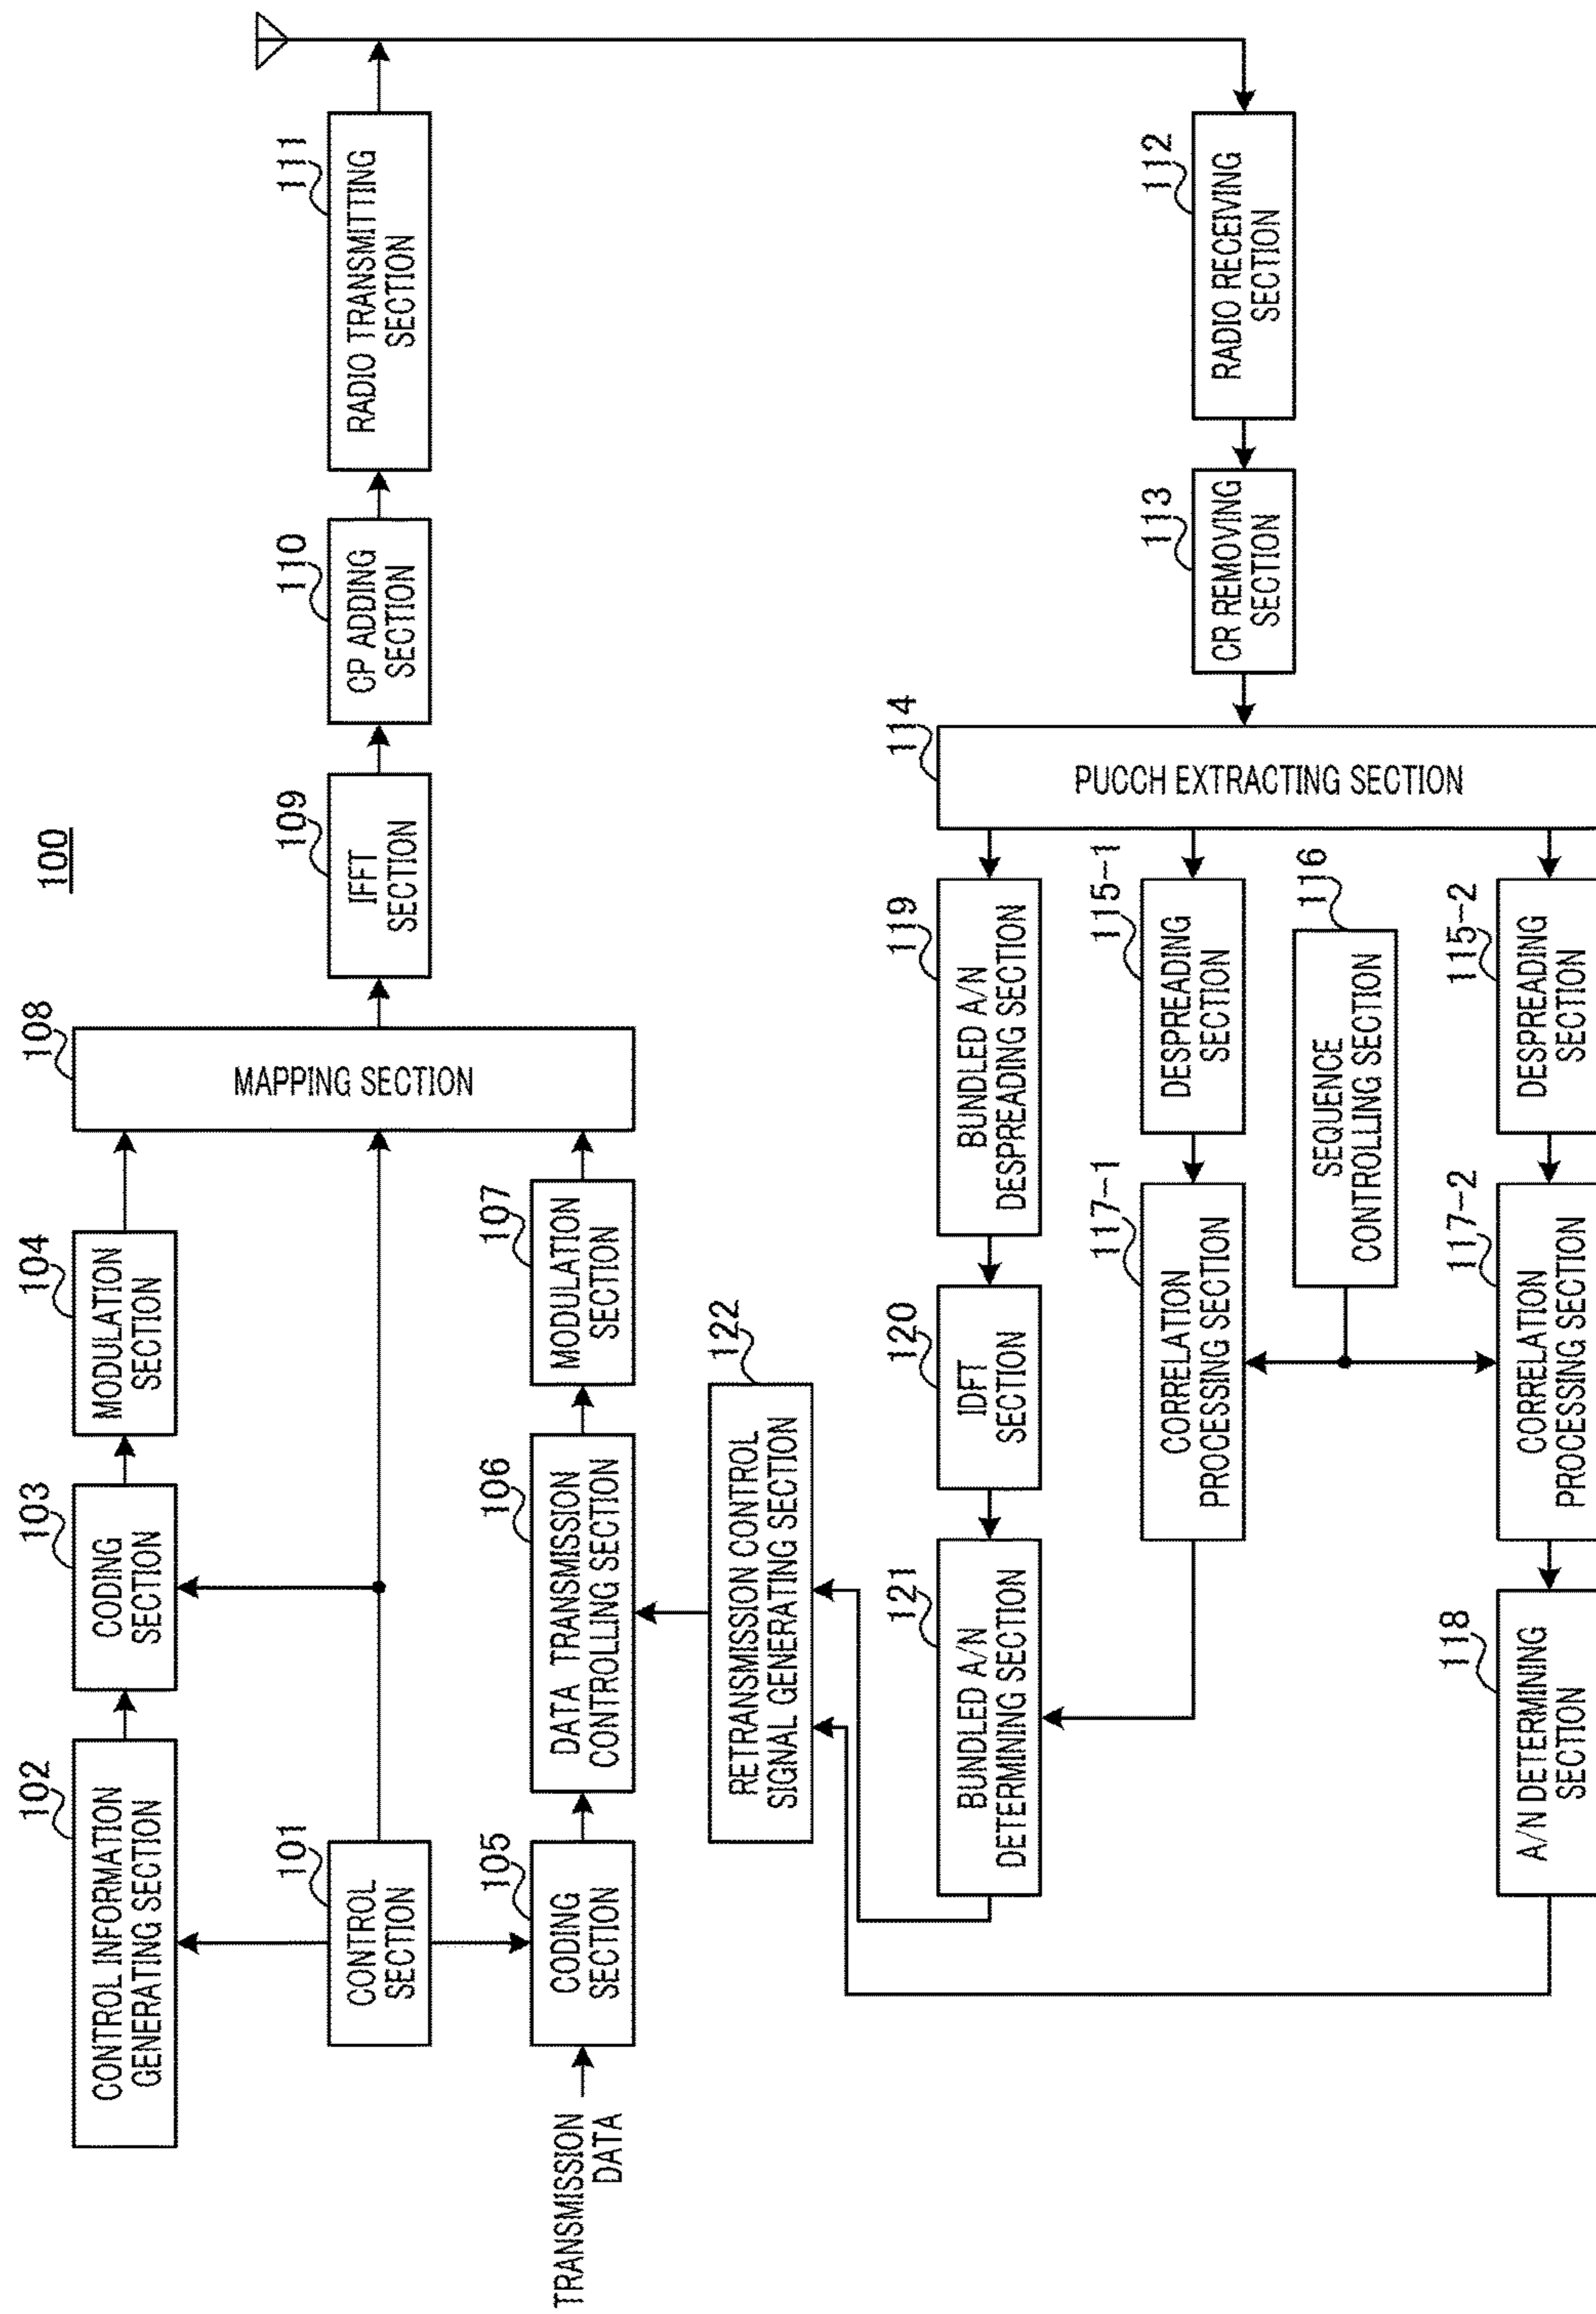 100
102
CONTROL INFORMATION
GENERATING SECTION
103
CODING
SECTION
104
MODULATION
SECTION
108
MAPPING SECTION
109
IFFT
SECTION
110
CP ADDING
SECTION
111
RADIO TRANSMITTING
SECTION
101
CONTROL
SECTION
TRANSMISSION
DATA
105
CODING
SECTION
106
DATA TRANSMISSION
CONTROLLING SECTION
107
MODULATION
SECTION
122
RETRANSMISSION CONTROL
SIGNAL GENERATING SECTION
121
BUNDLED A/N
DETERMINING SECTION
120
IDFT
SECTION
119
BUNDLED A/N
DESPREADING SECTION
114
PUCCH EXTRACTING SECTION
113
CR REMOVING
SECTION
112
RADIO RECEIVING
SECTION
117-1
CORRELATION
PROCESSING SECTION
115-1
DESPREADING
SECTION
116
SEQUENCE
CONTROLLING SECTION
118
A/N DETERMINING
SECTION
117-2
CORRELATION
PROCESSING SECTION
115-2
DESPREADING
SECTION